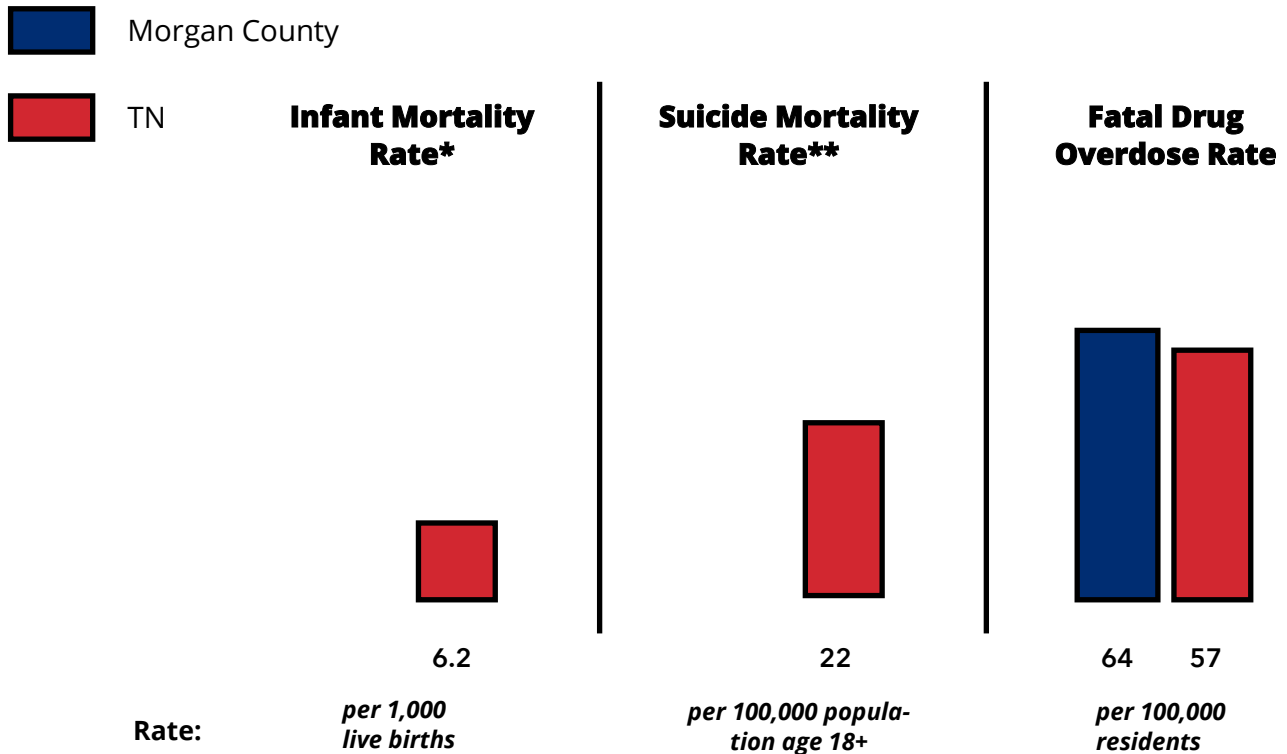 Morgan County
TN
Infant Mortality
Rate*
Suicide Mortality
Rate**
Fatal Drug
Overdose Rate
6.2
22
64 57
Rate:
per 1,000
live births
per 100,000 popula-
tion age 18+
per 100,000
residents